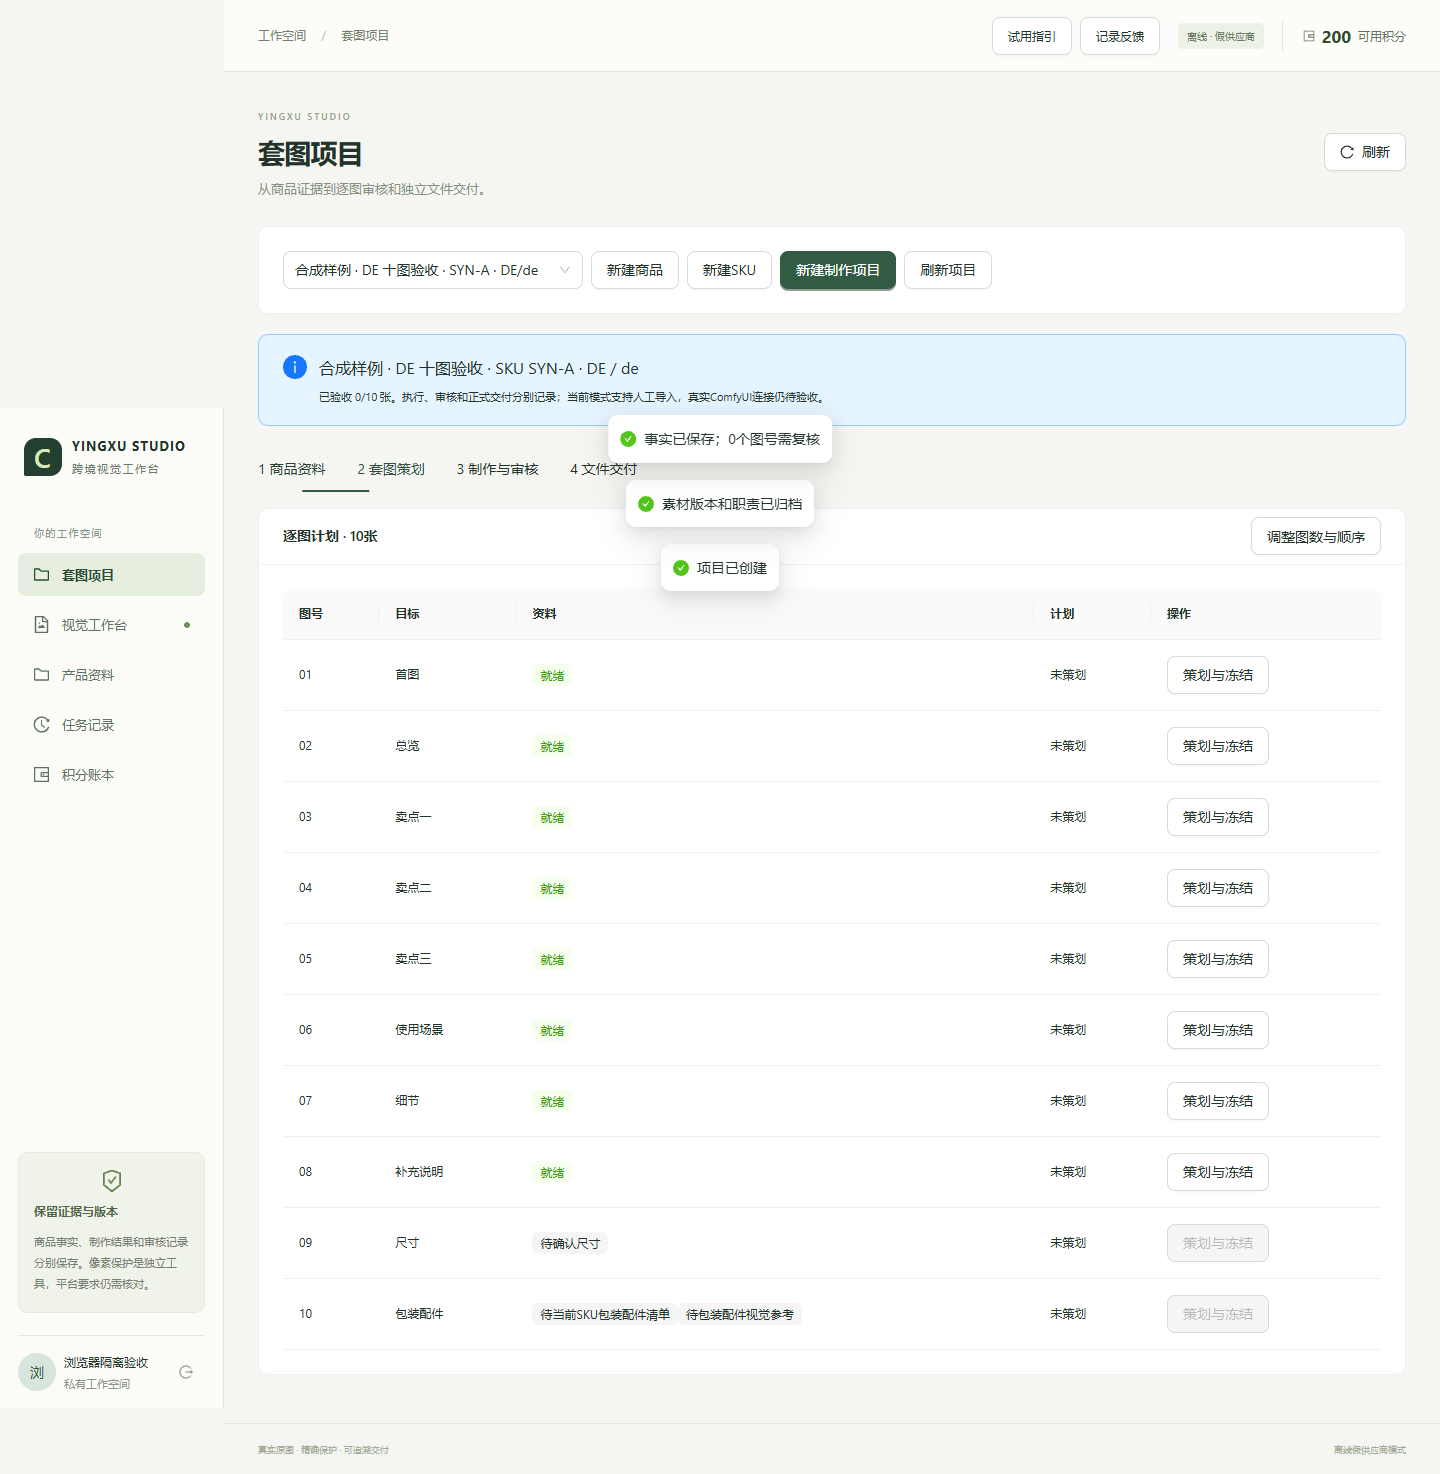 工作空间 / 套图项目
试用指引
记录反馈
离线 · 假供应商
200 可用积分
YINGXU STUDIO
套图项目
从商品证据到逐图审核和独立文件交付。
刷新
合成样例 · DE 十图验收 · SYN-A · DE/de
新建商品
新建SKU
新建制作项目
刷新项目
合成样例 · DE 十图验收 · SKU SYN-A · DE / de
已验收 0/10 张。执行、审核和正式交付分别记录；当前模式支持人工导入，真实ComfyUI连接仍待验收。
事实已保存；0个图号需复核
素材版本和职责已归档
项目已创建
1 商品资料
2 套图策划
3 制作与审核
4 文件交付
逐图计划 · 10张
调整图数与顺序
图号 目标 资料 计划 操作
01 首图 就绪 未策划 策划与冻结
02 总览 就绪 未策划 策划与冻结
03 卖点一 就绪 未策划 策划与冻结
04 卖点二 就绪 未策划 策划与冻结
05 卖点三 就绪 未策划 策划与冻结
06 使用场景 就绪 未策划 策划与冻结
07 细节 就绪 未策划 策划与冻结
08 补充说明 就绪 未策划 策划与冻结
09 尺寸 待确认尺寸 未策划 策划与冻结
10 包装配件 待当前SKU包装配件清单 待包装配件视觉参考 未策划 策划与冻结
C
YINGXU STUDIO
跨境视觉工作台
你的工作空间
套图项目
视觉工作台
产品资料
任务记录
积分账本
保留证据与版本
商品事实、制作结果和审核记录
分别保存。像素保护是独立工
具，平台要求仍需核对。
浏
浏览器隔离验收
私有工作空间
真实原图 · 精确保护 · 可追溯交付
离线假供应商模式